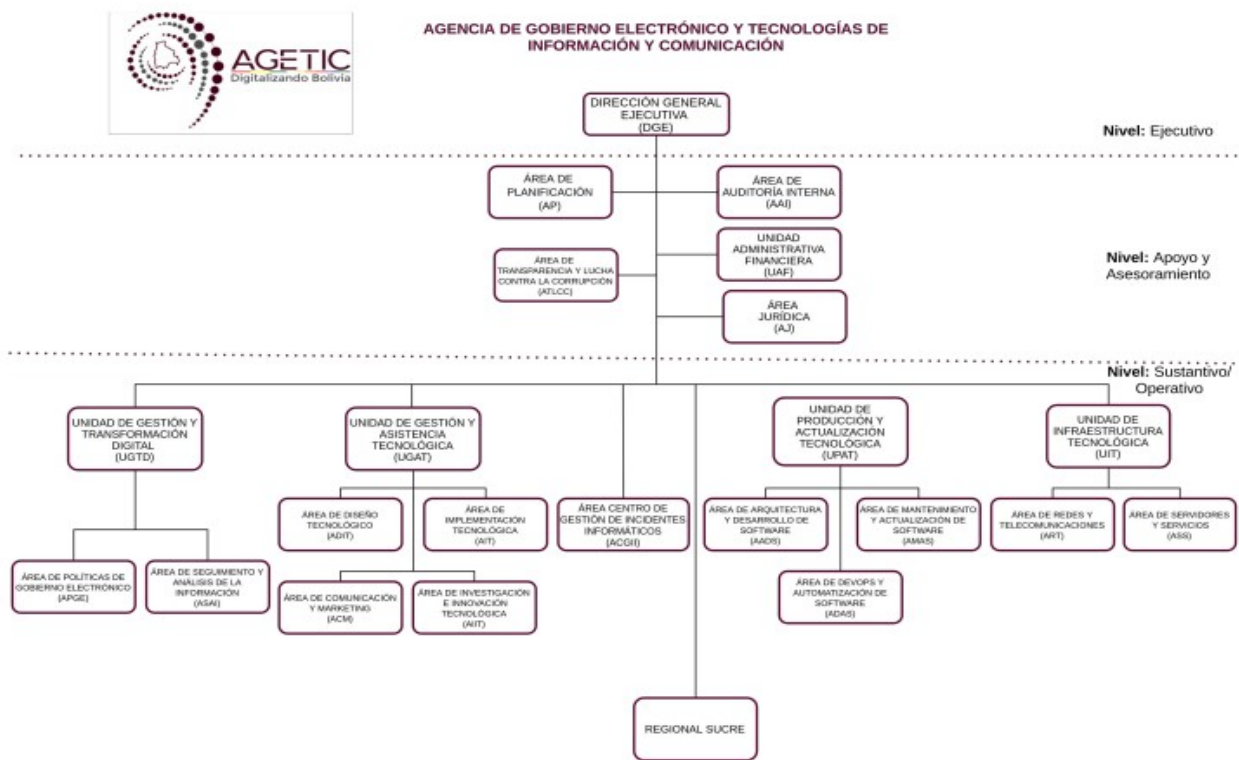 AGETIC
Digitalizando Bolivia
AGENCIA DE GOBIERNO ELECTRÓNICO Y TECNOLOGÍAS DE
INFORMACIÓN Y COMUNICACIÓN
DIRECCIÓN GENERAL
EJECUTIVA
(DGE)
Nivel: Ejecutivo
ÁREA DE
PLANIFICACIÓN
(AP)
ÁREA DE
AUDITORÍA INTERNA
(AAI)
ÁREA DE
TRANSPARENCIA Y LUCHA
CONTRA LA CORRUPCIÓN
(ATLCC)
UNIDAD
ADMINISTRATIVA
FINANCIERA
(UAF)
Nivel: Apoyo y
Asesoramiento
ÁREA
JURÍDICA
(AJ)
Nivel: Sustantivo/
Operativo
UNIDAD DE GESTIÓN Y
TRANSFORMACIÓN
DIGITAL
(UGTD)
UNIDAD DE GESTIÓN Y
ASISTENCIA
TECNOLÓGICA
(UGAT)
UNIDAD DE
PRODUCCIÓN Y
ACTUALIZACIÓN
TECNOLÓGICA
(UPAT)
UNIDAD DE
INFRAESTRUCTURA
TECNOLÓGICA
(UIT)
ÁREA DE DISEÑO
TECNOLÓGICO
(ADIT)
ÁREA DE
IMPLEMENTACIÓN
TECNOLÓGICA
(AIT)
ÁREA CENTRO DE
GESTIÓN DE INCIDENTES
INFORMÁTICOS
(ACGII)
ÁREA DE ARQUITECTURA
Y DESARROLLO DE
SOFTWARE
(AADS)
ÁREA DE MANTENIMIENTO
Y ACTUALIZACIÓN DE
SOFTWARE
(AMAS)
ÁREA DE REDES Y
TELECOMUNICACIONES
(ART)
ÁREA DE SERVIDORES
Y SERVICIOS
(ASS)
ÁREA DE POLÍTICAS DE
GOBIERNO ELECTRÓNICO
(APGE)
ÁREA DE SEGUIMIENTO Y
ANÁLISIS DE LA
INFORMACIÓN
(ASAI)
ÁREA DE COMUNICACIÓN
Y MARKETING
(ACM)
ÁREA DE INVESTIGACIÓN
E INNOVACIÓN
TECNOLÓGICA
(AIIT)
ÁREA DE DEVOPS Y
AUTOMATIZACIÓN DE
SOFTWARE
(ADAS)
REGIONAL SUCRE